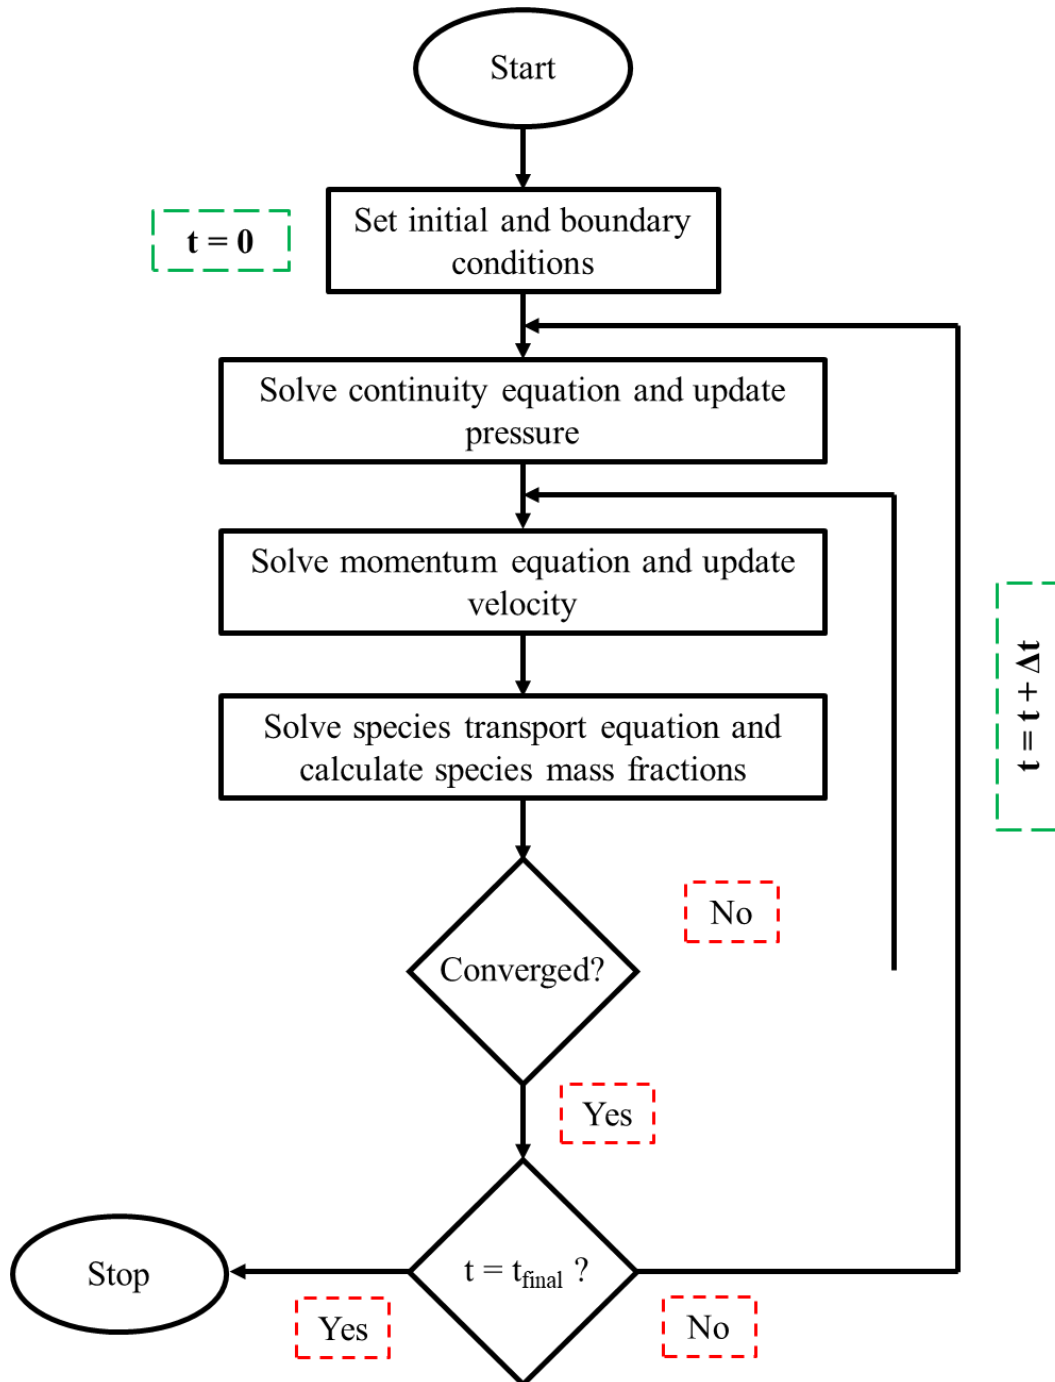 Start
t = 0
Set initial and boundary
conditions
Solve continuity equation and update
pressure
Solve momentum equation and update
velocity
t = t + Δt
Solve species transport equation and
calculate species mass fractions
No
Converged?
Yes
Stop
t = t_final ?
Yes
No